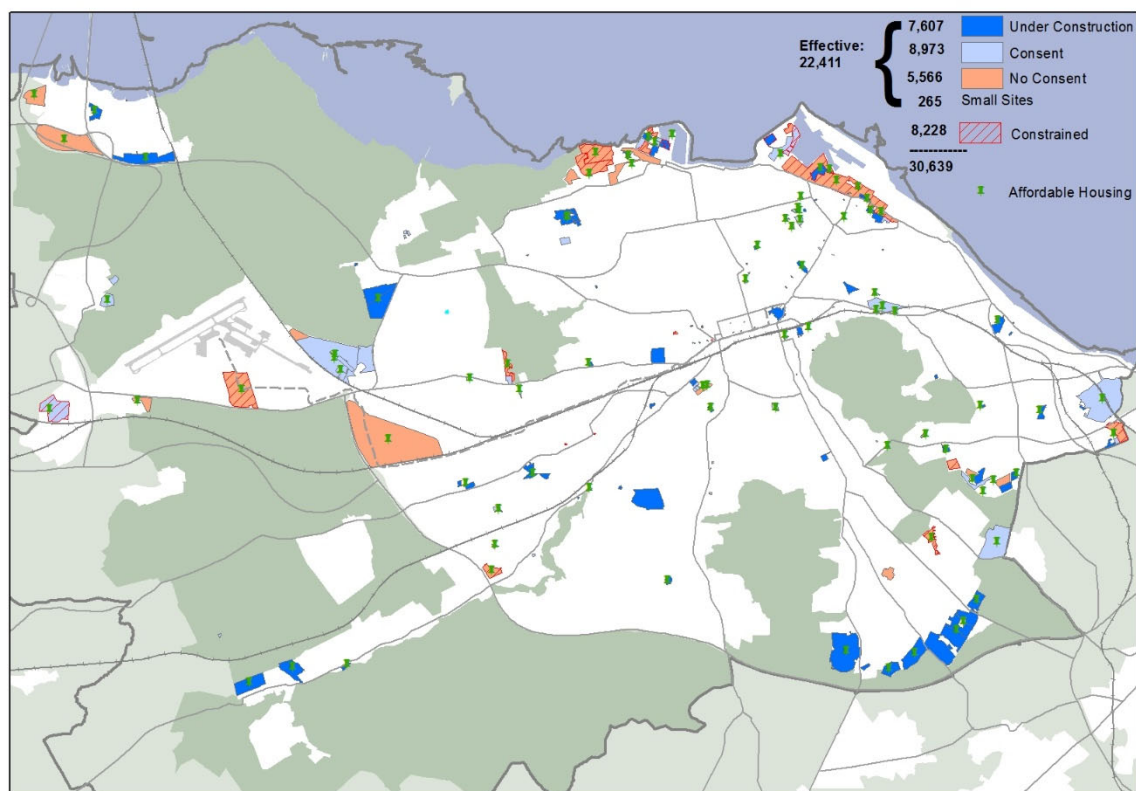 7,607 Under Construction
Effective: 8,973 Consent
22,411
5,566 No Consent
265 Small Sites
8,228 Constrained
------------
30,639
Affordable Housing